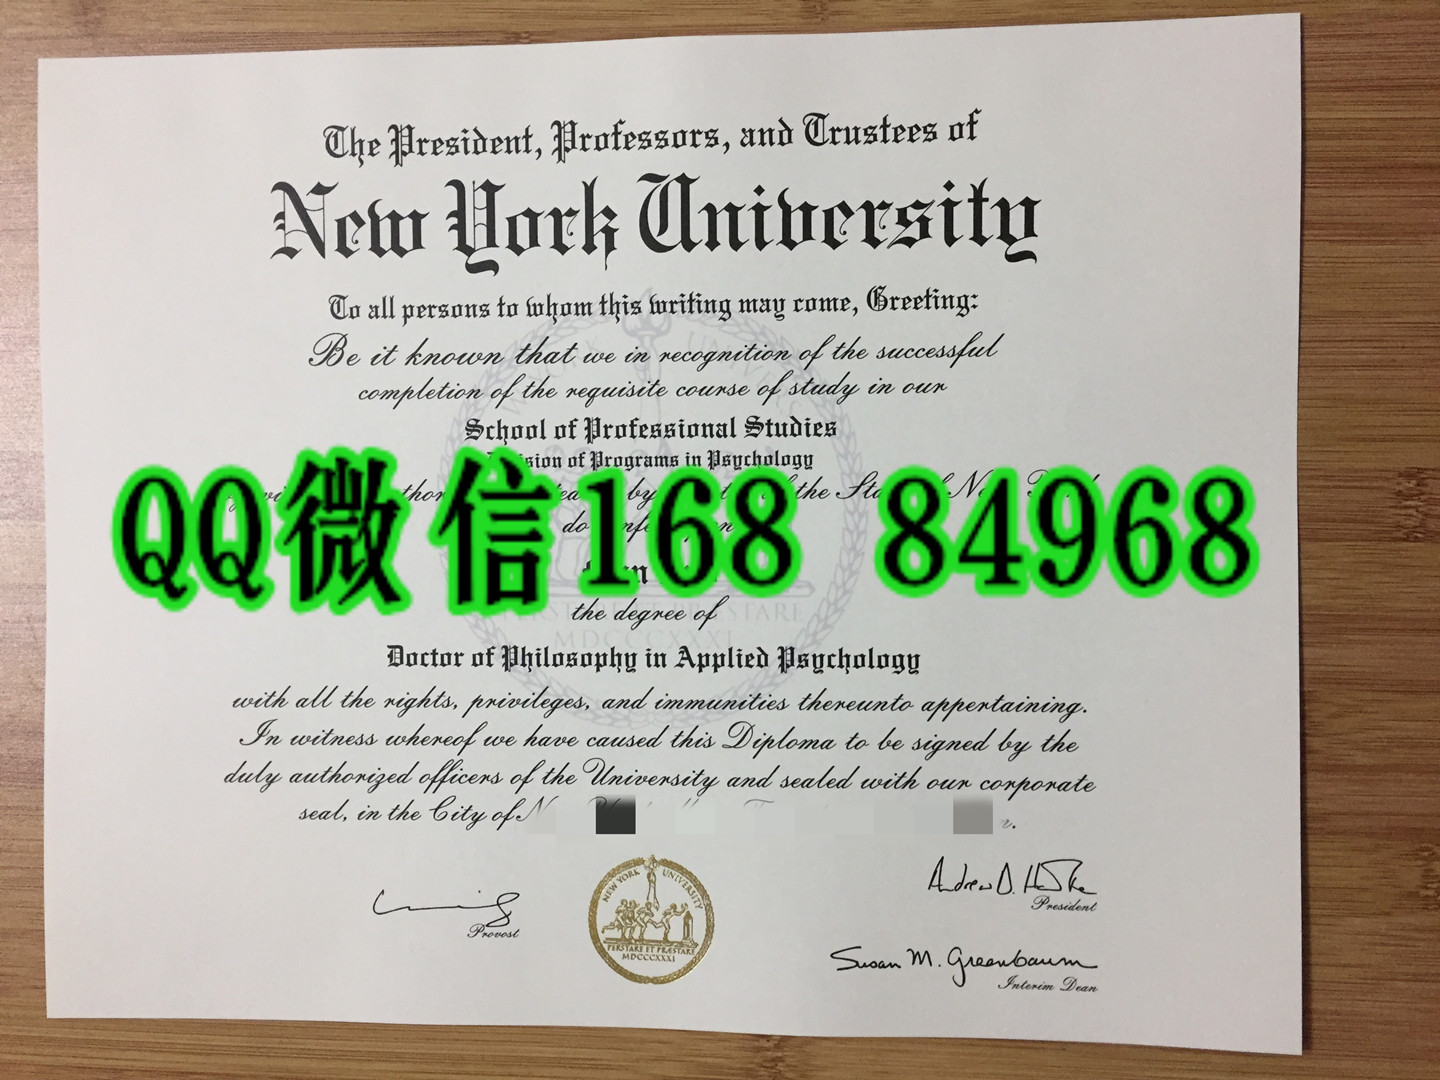 The President, Professors, and Trustees of
New York University
To all persons to whom this writing may come, Greeting:
Be it known that we in recognition of the successful
completion of the requisite course of study in our
School of Professional Studies
of Programs in Psychology
QQ微信168 84968
the degree of
Doctor of Philosophy in Applied Psychology
with all the rights, privileges, and immunities thereunto appertaining.
In witness whereof we have caused this Diploma to be signed by the
duly authorized officers of the University and sealed with our corporate
seal, in the City of
NEW YORK UNIVERSITY
PERSTARE ET PRÆSTARE
MDCCCXXXI
Provost
President
Susan M. Greenbaum
Interim Dean